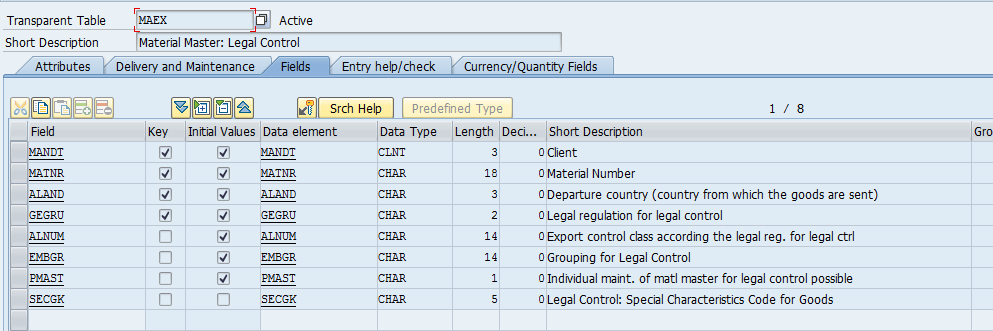 Transparent Table MAEX Active
Short Description Material Master: Legal Control
Attributes Delivery and Maintenance Fields Entry help/check Currency/Quantity Fields
Srch Help Predefined Type 1 / 8
Field Key Initial Values Data element Data Type Length Deci... Short Description Gro
MANDT MANDT CLNT 3 0 Client
MATNR MATNR CHAR 18 0 Material Number
ALAND ALAND CHAR 3 0 Departure country (country from which the goods are sent)
GEGRU GEGRU CHAR 2 0 Legal regulation for legal control
ALNUM ALNUM CHAR 14 0 Export control class according the legal reg. for legal ctrl
EMBGR EMBGR CHAR 14 0 Grouping for Legal Control
PMAST PMAST CHAR 1 0 Individual maint. of matl master for legal control possible
SECGK SECGK CHAR 5 0 Legal Control: Special Characteristics Code for Goods